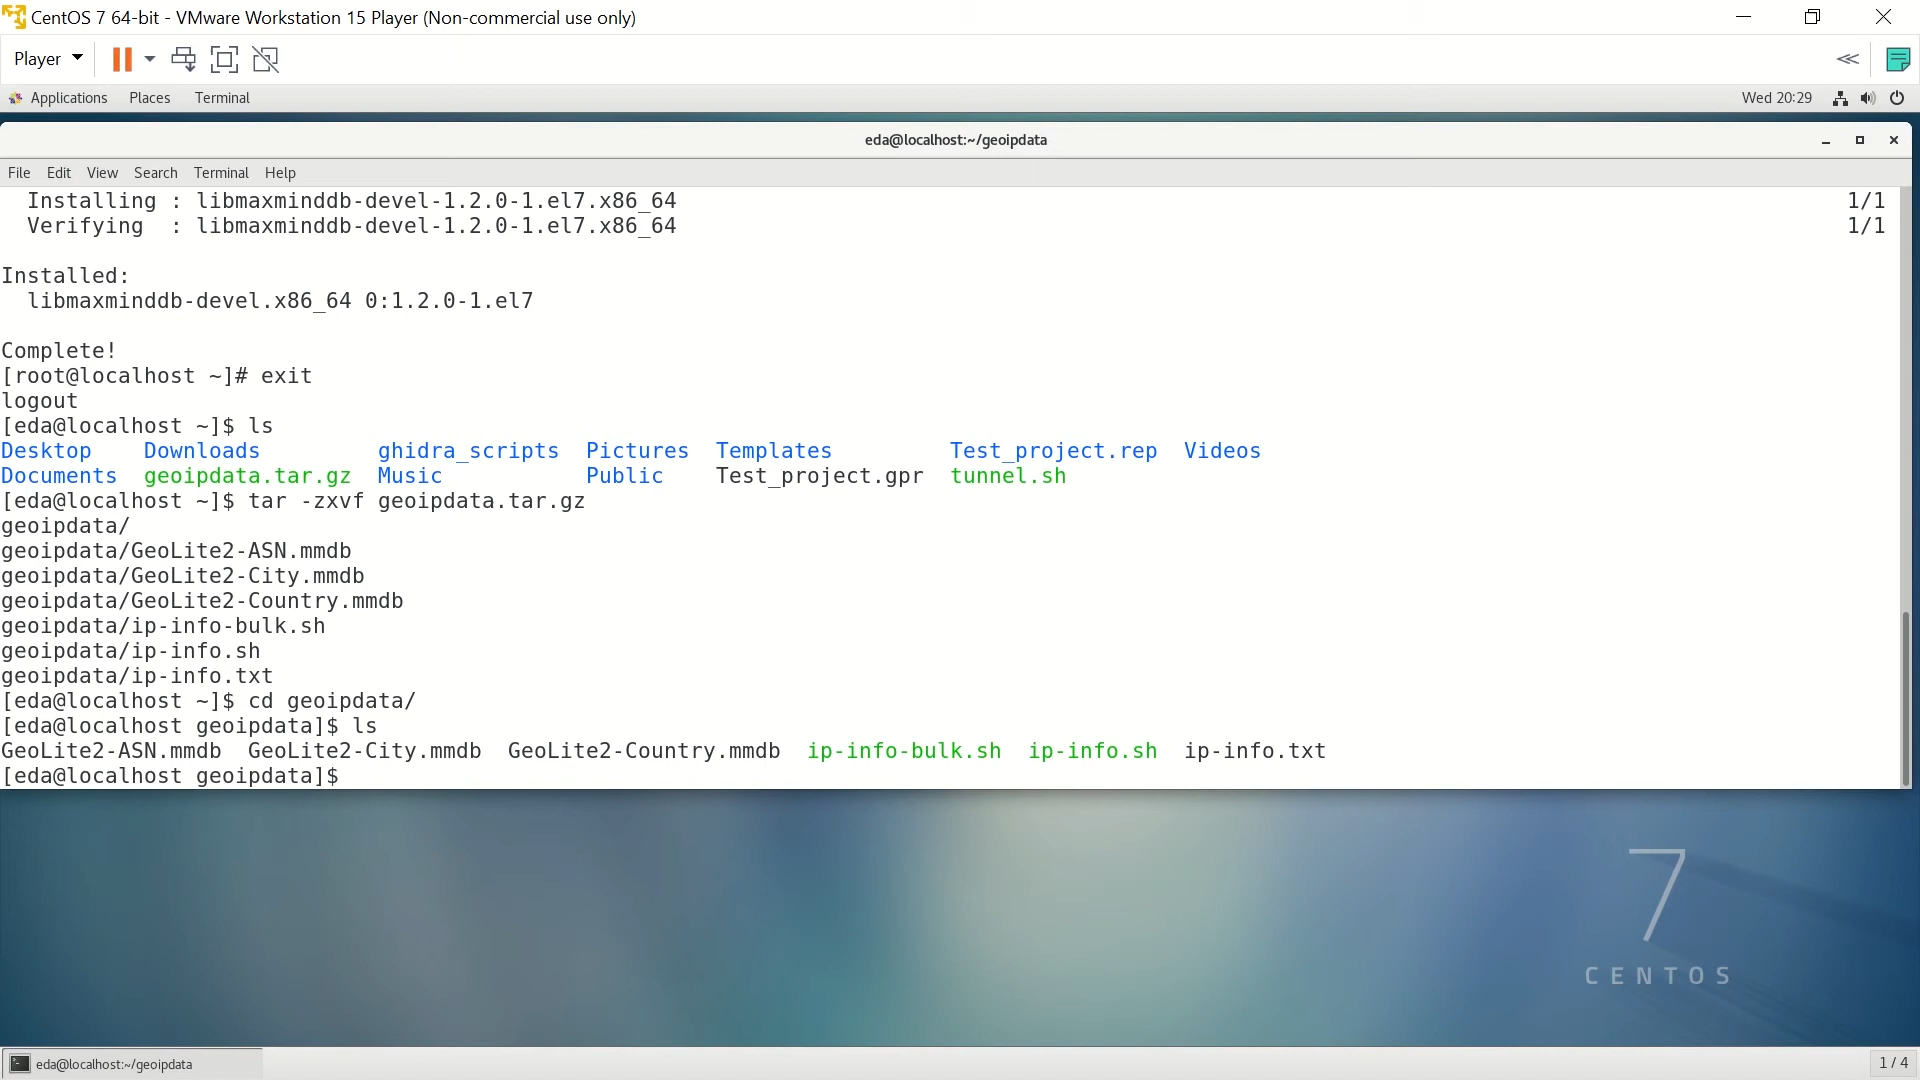 CentOS 7 64-bit - VMware Workstation 15 Player (Non-commercial use only)
Player
Applications Places Terminal Wed 20:29
eda@localhost:~/geoipdata
File Edit View Search Terminal Help
Installing : libmaxminddb-devel-1.2.0-1.el7.x86_64 1/1
Verifying : libmaxminddb-devel-1.2.0-1.el7.x86_64 1/1
Installed:
libmaxminddb-devel.x86_64 0:1.2.0-1.el7
Complete!
[root@localhost ~]# exit
logout
[eda@localhost ~]$ ls
Desktop Downloads ghidra_scripts Pictures Templates Test_project.rep Videos
Documents geoipdata.tar.gz Music Public Test_project.gpr tunnel.sh
[eda@localhost ~]$ tar -zxvf geoipdata.tar.gz
geoipdata/
geoipdata/GeoLite2-ASN.mmdb
geoipdata/GeoLite2-City.mmdb
geoipdata/GeoLite2-Country.mmdb
geoipdata/ip-info-bulk.sh
geoipdata/ip-info.sh
geoipdata/ip-info.txt
[eda@localhost ~]$ cd geoipdata/
[eda@localhost geoipdata]$ ls
GeoLite2-ASN.mmdb GeoLite2-City.mmdb GeoLite2-Country.mmdb ip-info-bulk.sh ip-info.sh ip-info.txt
[eda@localhost geoipdata]$
7
CENTOS
eda@localhost:~/geoipdata 1 / 4